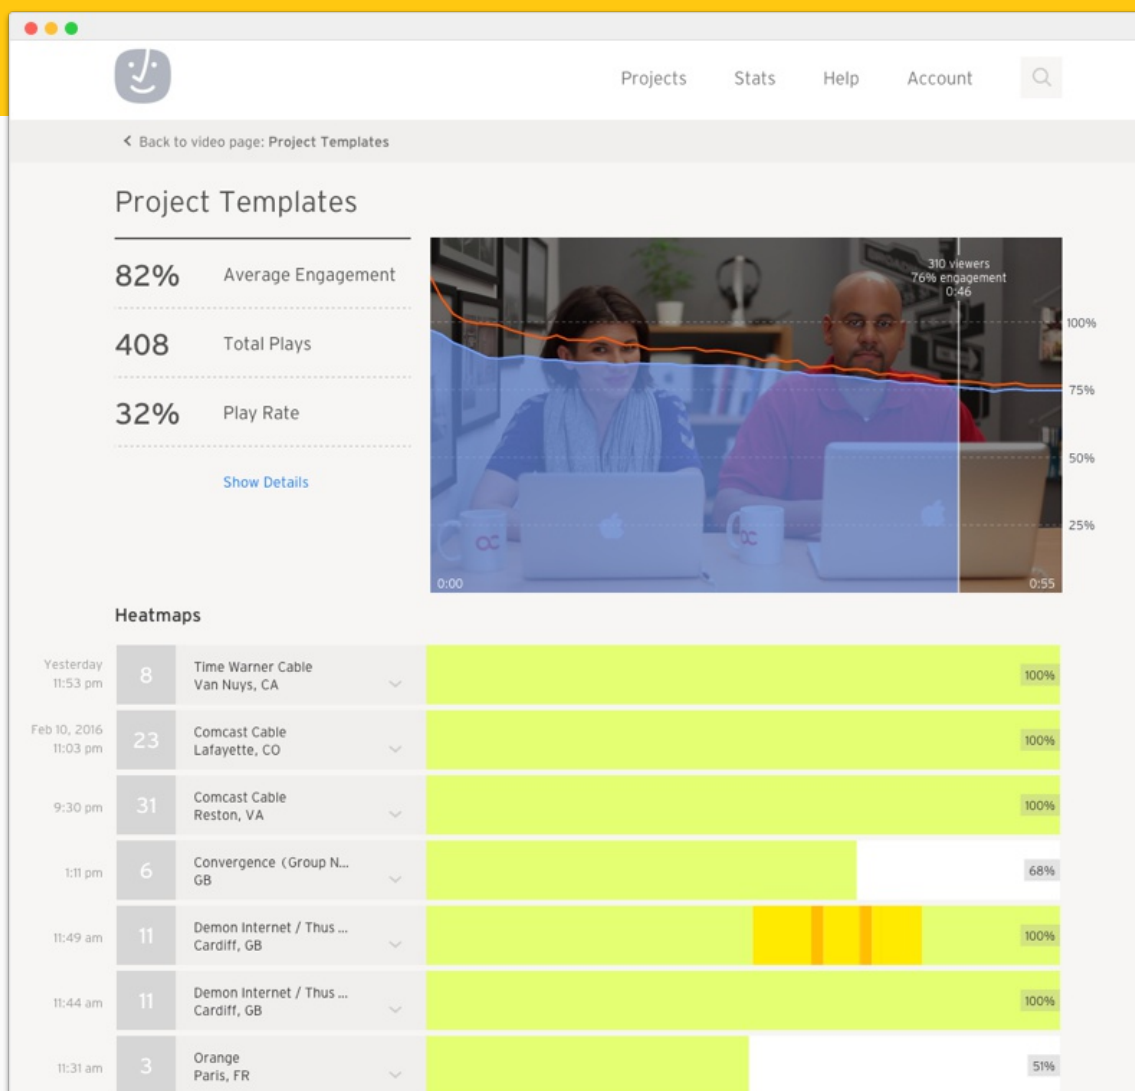 Projects Stats Help Account
Back to video page: Project Templates
Project Templates
82% Average Engagement
408 Total Plays
32% Play Rate
Show Details
310 viewers
76% engagement
0:46
100%
75%
50%
25%
0:00
0:55
Heatmaps
Yesterday
11:53 pm
8
Time Warner Cable
Van Nuys, CA
100%
Feb 10, 2016
11:03 pm
23
Comcast Cable
Lafayette, CO
100%
9:30 pm
31
Comcast Cable
Reston, VA
100%
1:11 pm
6
Convergence (Group N...
GB
68%
11:49 am
11
Demon Internet / Thus ...
Cardiff, GB
100%
11:44 am
11
Demon Internet / Thus ...
Cardiff, GB
100%
11:31 am
3
Orange
Paris, FR
51%